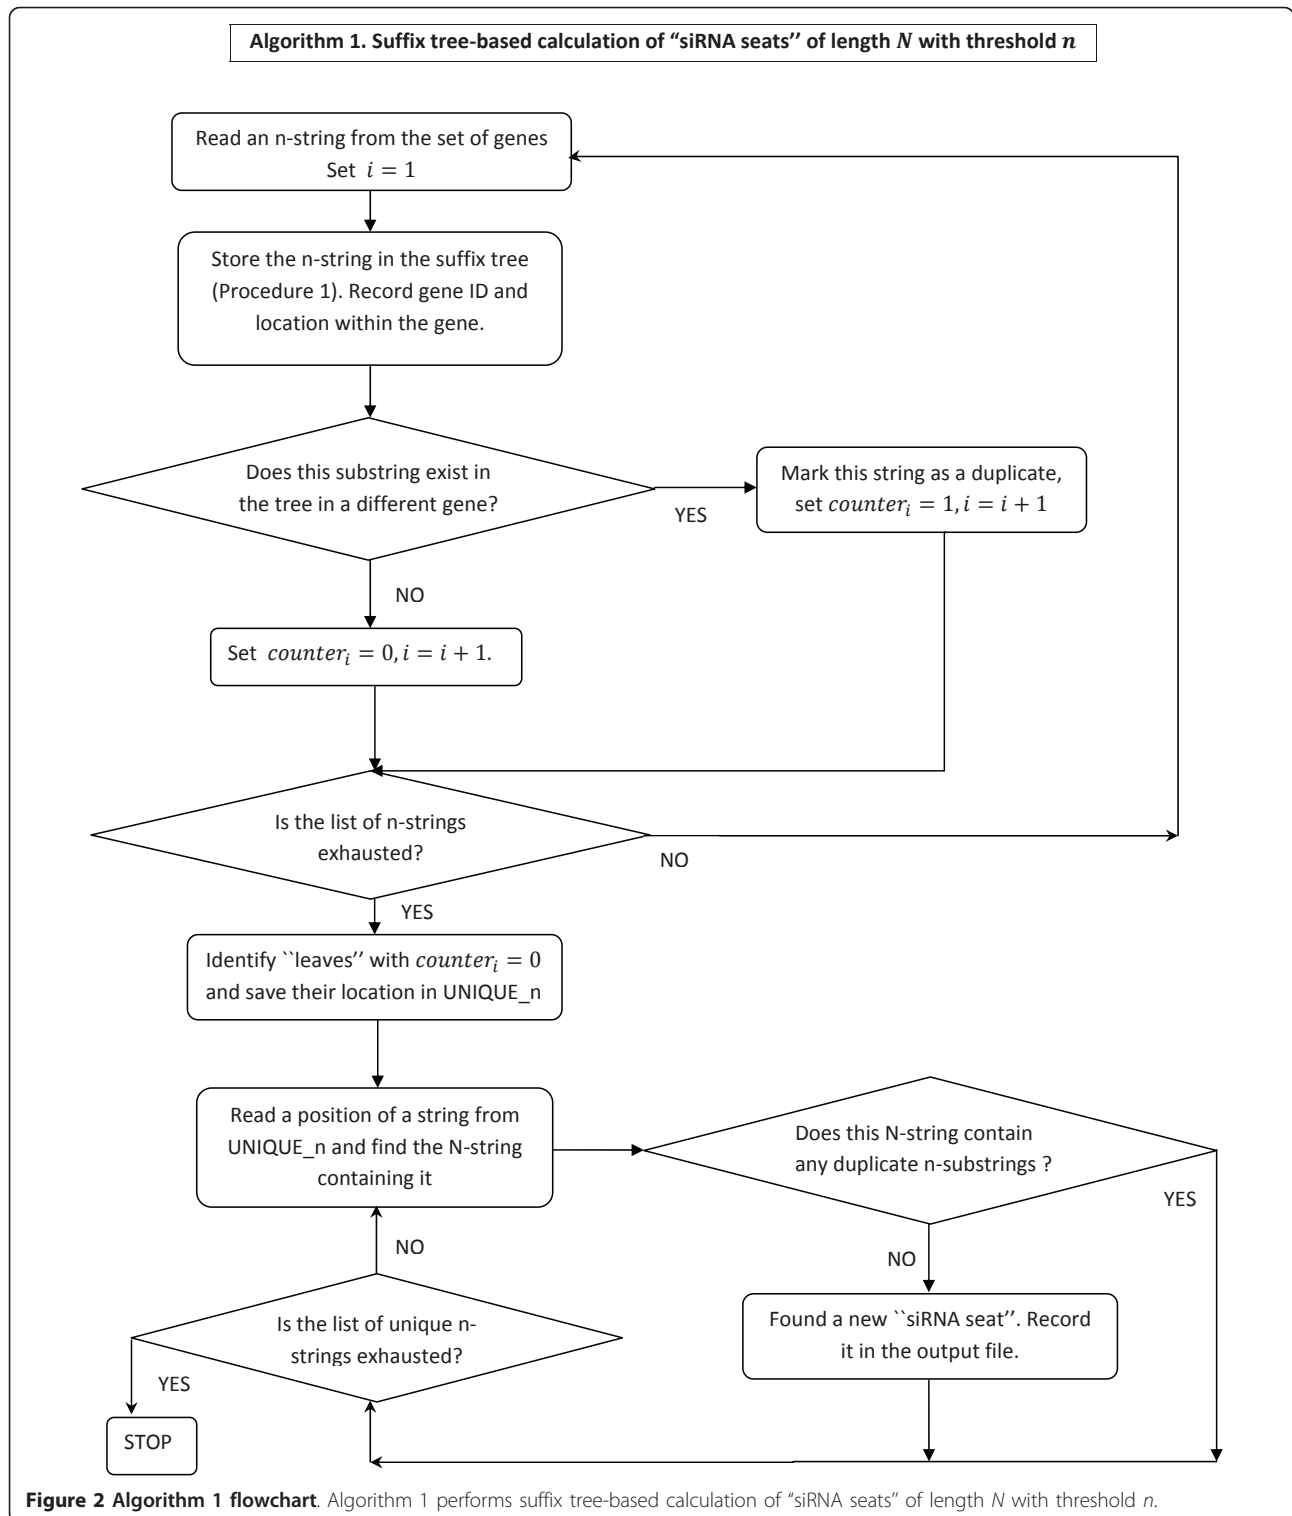 Algorithm 1. Suffix tree-based calculation of “siRNA seats’’ of length N with threshold n
Read an n-string from the set of genes
Set i = 1
Store the n-string in the suffix tree
(Procedure 1). Record gene ID and
location within the gene.
Does this substring exist in
the tree in a different gene?
YES
Mark this string as a duplicate,
set counterᵢ = 1, i = i + 1
NO
Set counterᵢ = 0, i = i + 1.
Is the list of n-strings
exhausted?
NO
YES
Identify ``leaves’’ with counterᵢ = 0
and save their location in UNIQUE_n
Read a position of a string from
UNIQUE_n and find the N-string
containing it
Does this N-string contain
any duplicate n-substrings ?
YES
NO
NO
Found a new ``siRNA seat’’. Record
it in the output file.
Is the list of unique n-
strings exhausted?
YES
STOP
Figure 2 Algorithm 1 flowchart. Algorithm 1 performs suffix tree-based calculation of “siRNA seats” of length N with threshold n.